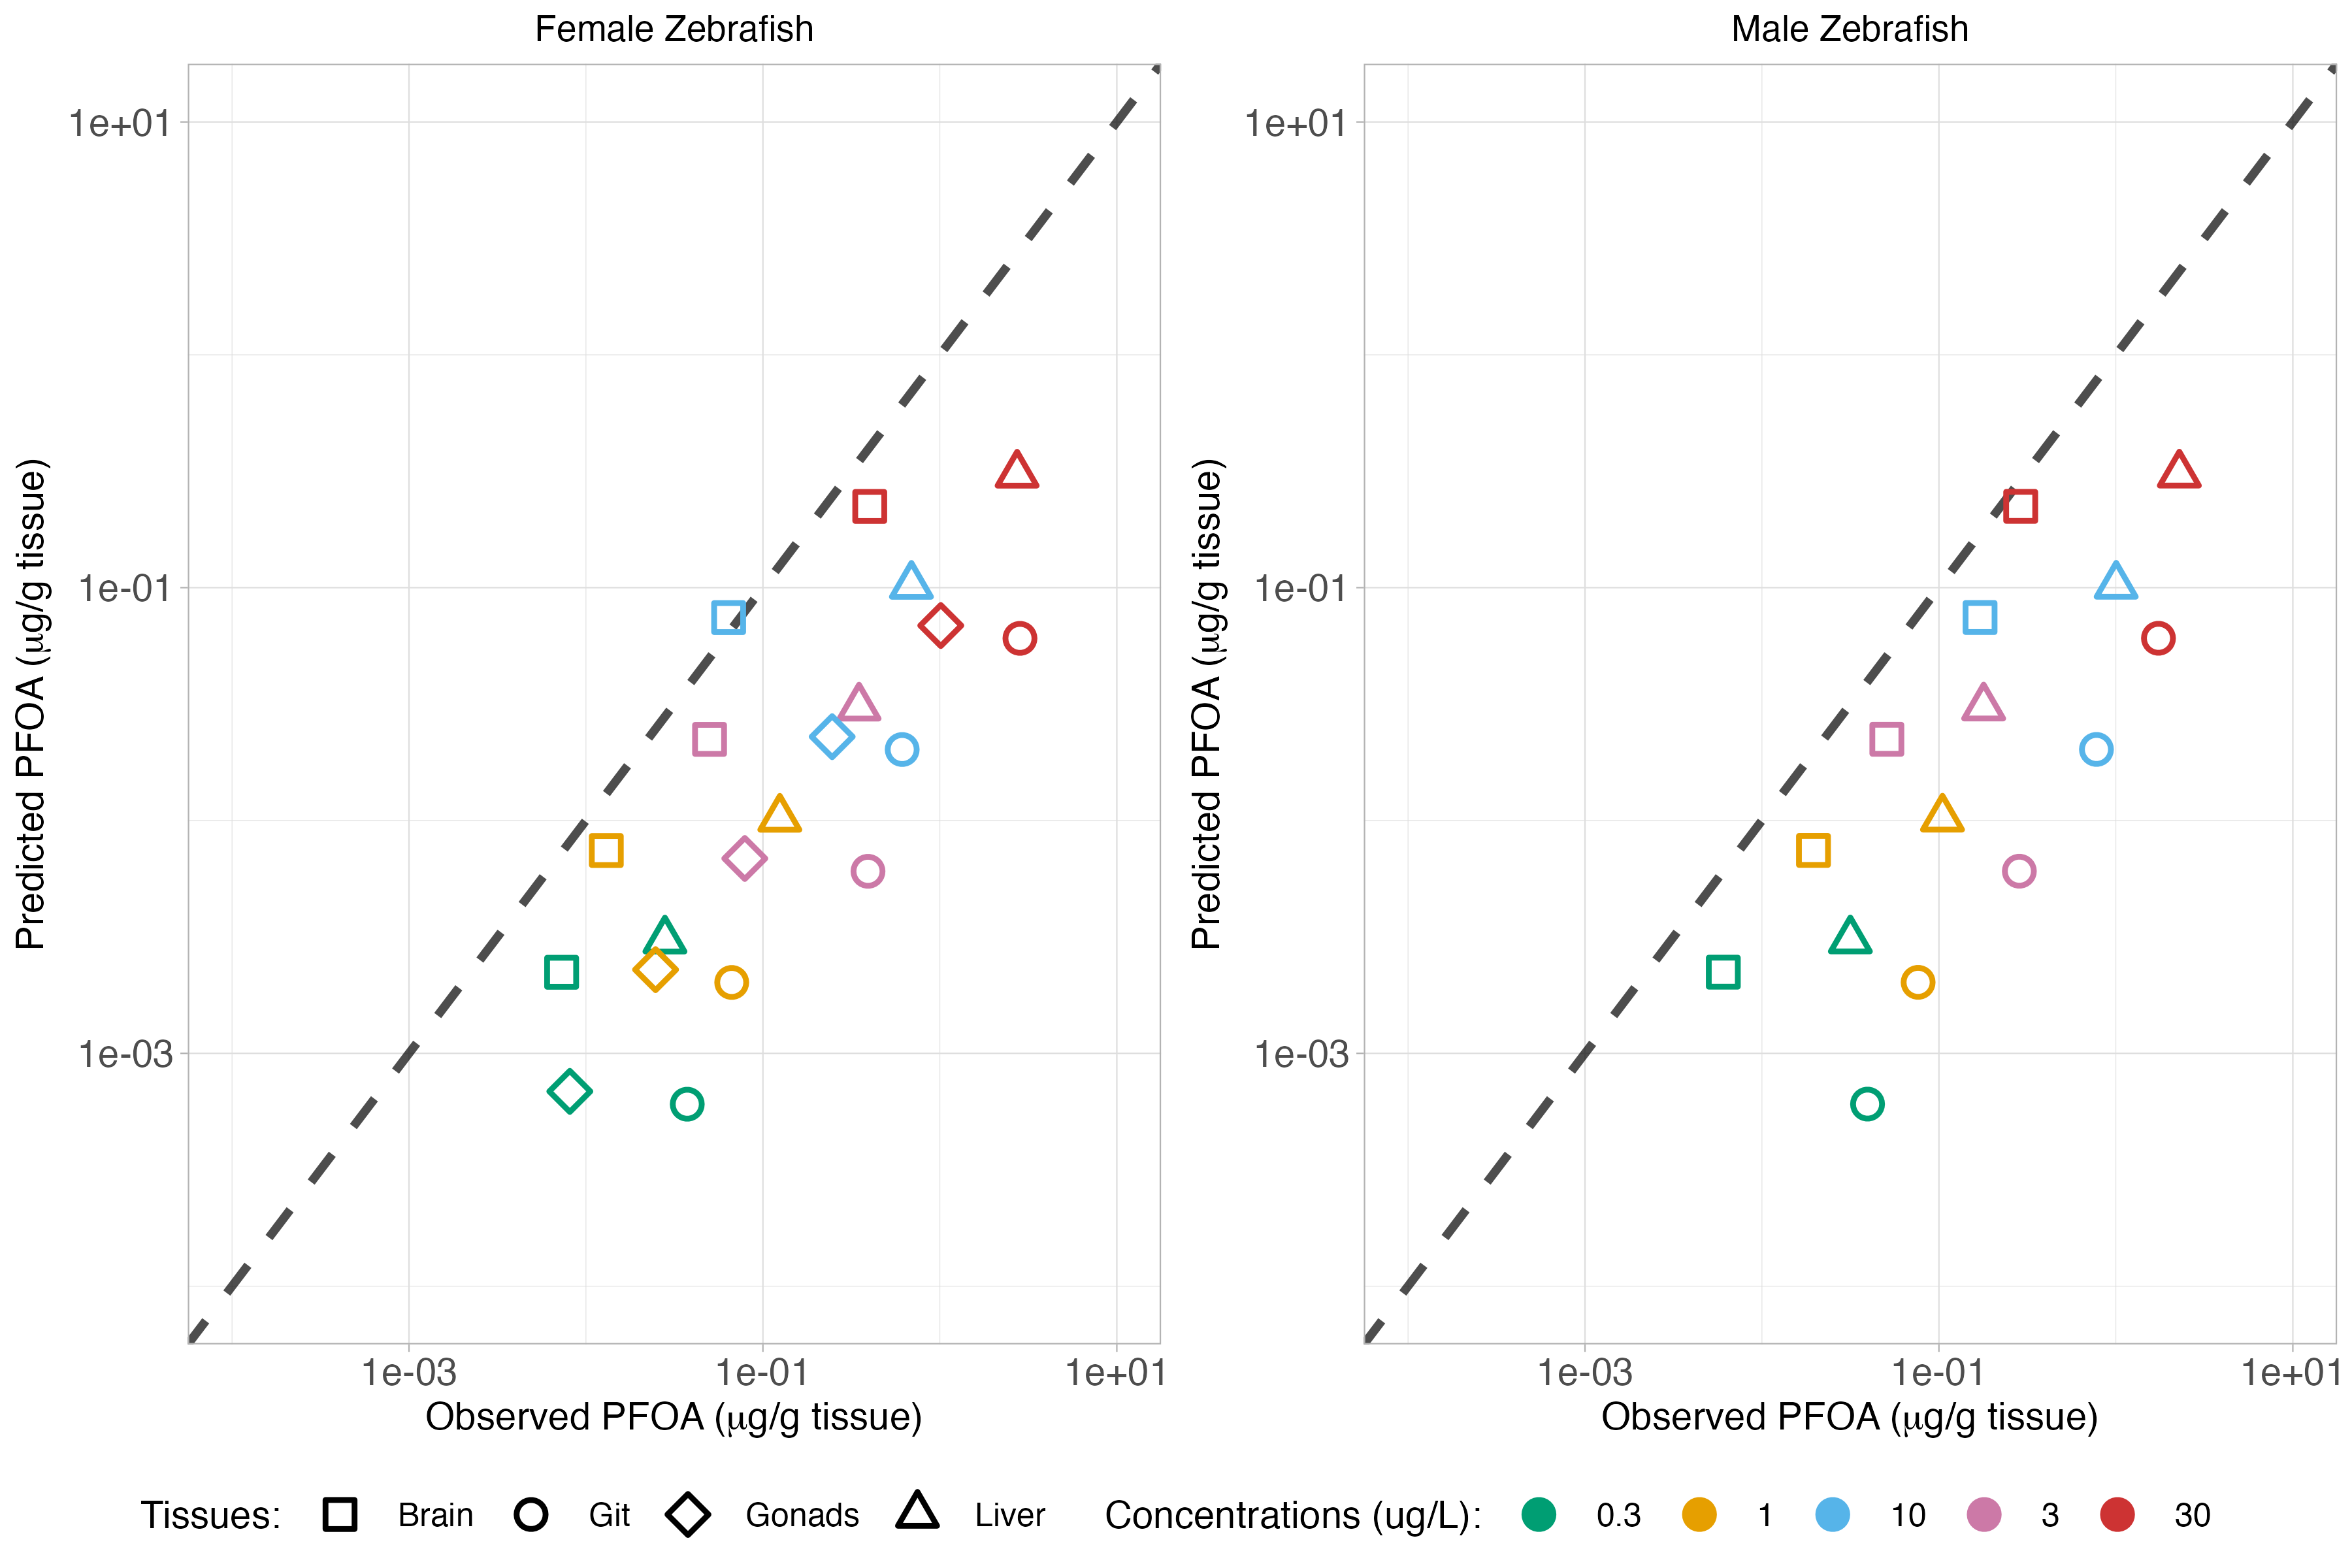 Female Zebrafish
Male Zebrafish
Predicted PFOA (μg/g tissue)
1e+01
1e-01
1e-03
1e-03 1e-01 1e+01
Observed PFOA (μg/g tissue)
Predicted PFOA (μg/g tissue)
1e+01
1e-01
1e-03
1e-03 1e-01 1e+01
Observed PFOA (μg/g tissue)
Tissues: Brain Git Gonads Liver Concentrations (ug/L): 0.3 1 10 3 30